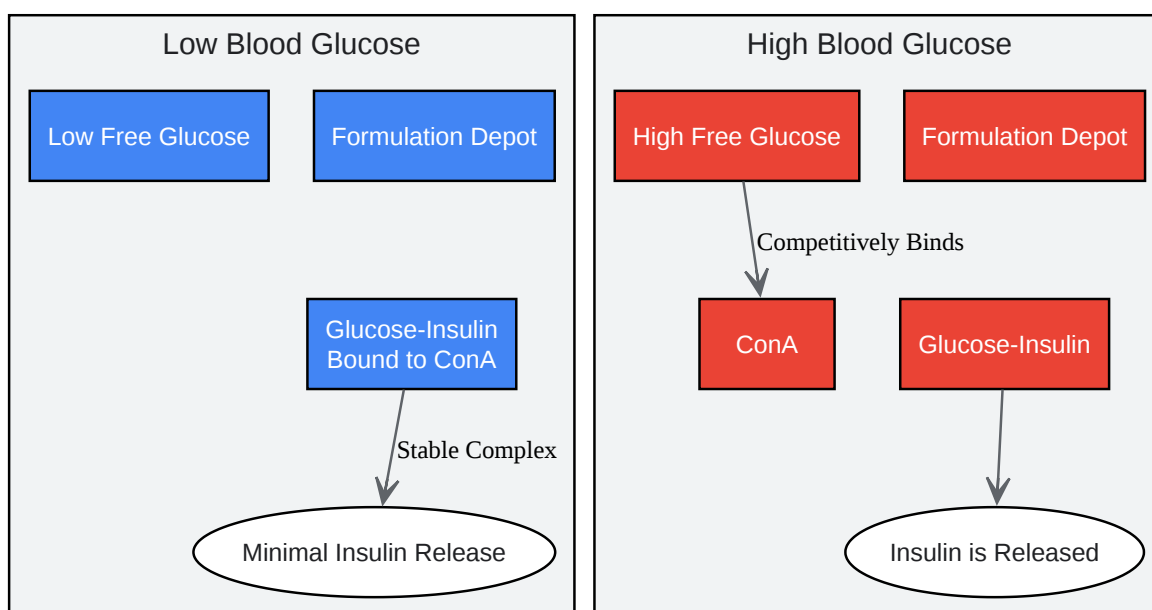 Low Blood Glucose
Low Free Glucose
Formulation Depot
Glucose-Insulin
Bound to ConA
Stable Complex
Minimal Insulin Release
High Blood Glucose
High Free Glucose
Formulation Depot
Competitively Binds
ConA
Glucose-Insulin
Insulin is Released